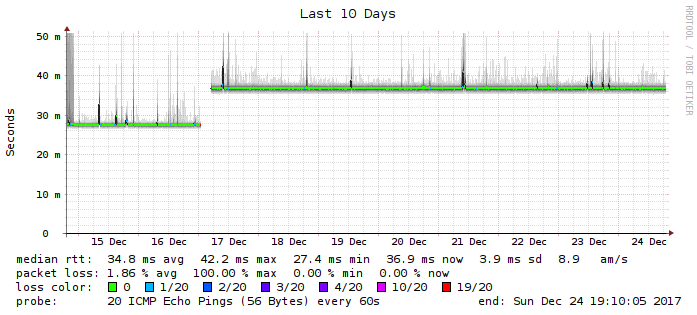 Last 10 Days
RRDTOOL / TOBI OETIKER
Seconds
50 m
40 m
30 m
20 m
10 m
0
15 Dec 16 Dec 17 Dec 18 Dec 19 Dec 20 Dec 21 Dec 22 Dec 23 Dec 24 Dec
median rtt: 34.8 ms avg 42.2 ms max 27.4 ms min 36.9 ms now 3.9 ms sd 8.9 am/s
packet loss: 1.86 % avg 100.00 % max 0.00 % min 0.00 % now
loss color: 0 1/20 2/20 3/20 4/20 10/20 19/20
probe: 20 ICMP Echo Pings (56 Bytes) every 60s end: Sun Dec 24 19:10:05 2017